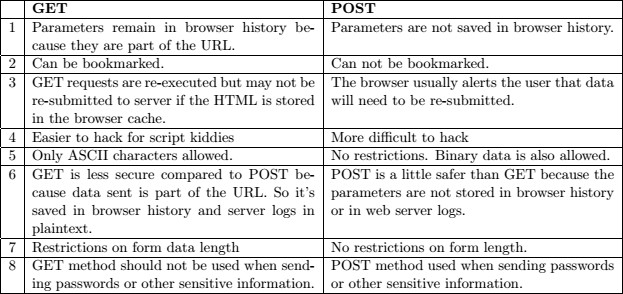 GET POST
1 Parameters remain in browser history be- Parameters are not saved in browser history.
cause they are part of the URL.
2 Can be bookmarked. Can not be bookmarked.
3 GET requests are re-executed but may not be The browser usually alerts the user that data
re-submitted to server if the HTML is stored will need to be re-submitted.
in the browser cache.
4 Easier to hack for script kiddies More difficult to hack
5 Only ASCII characters allowed. No restrictions. Binary data is also allowed.
6 GET is less secure compared to POST be- POST is a little safer than GET because the
cause data sent is part of the URL. So it's parameters are not stored in browser history
saved in browser history and server logs in or in web server logs.
plaintext.
7 Restrictions on form data length No restrictions on form length.
8 GET method should not be used when send- POST method used when sending passwords
ing passwords or other sensitive information. or other sensitive information.